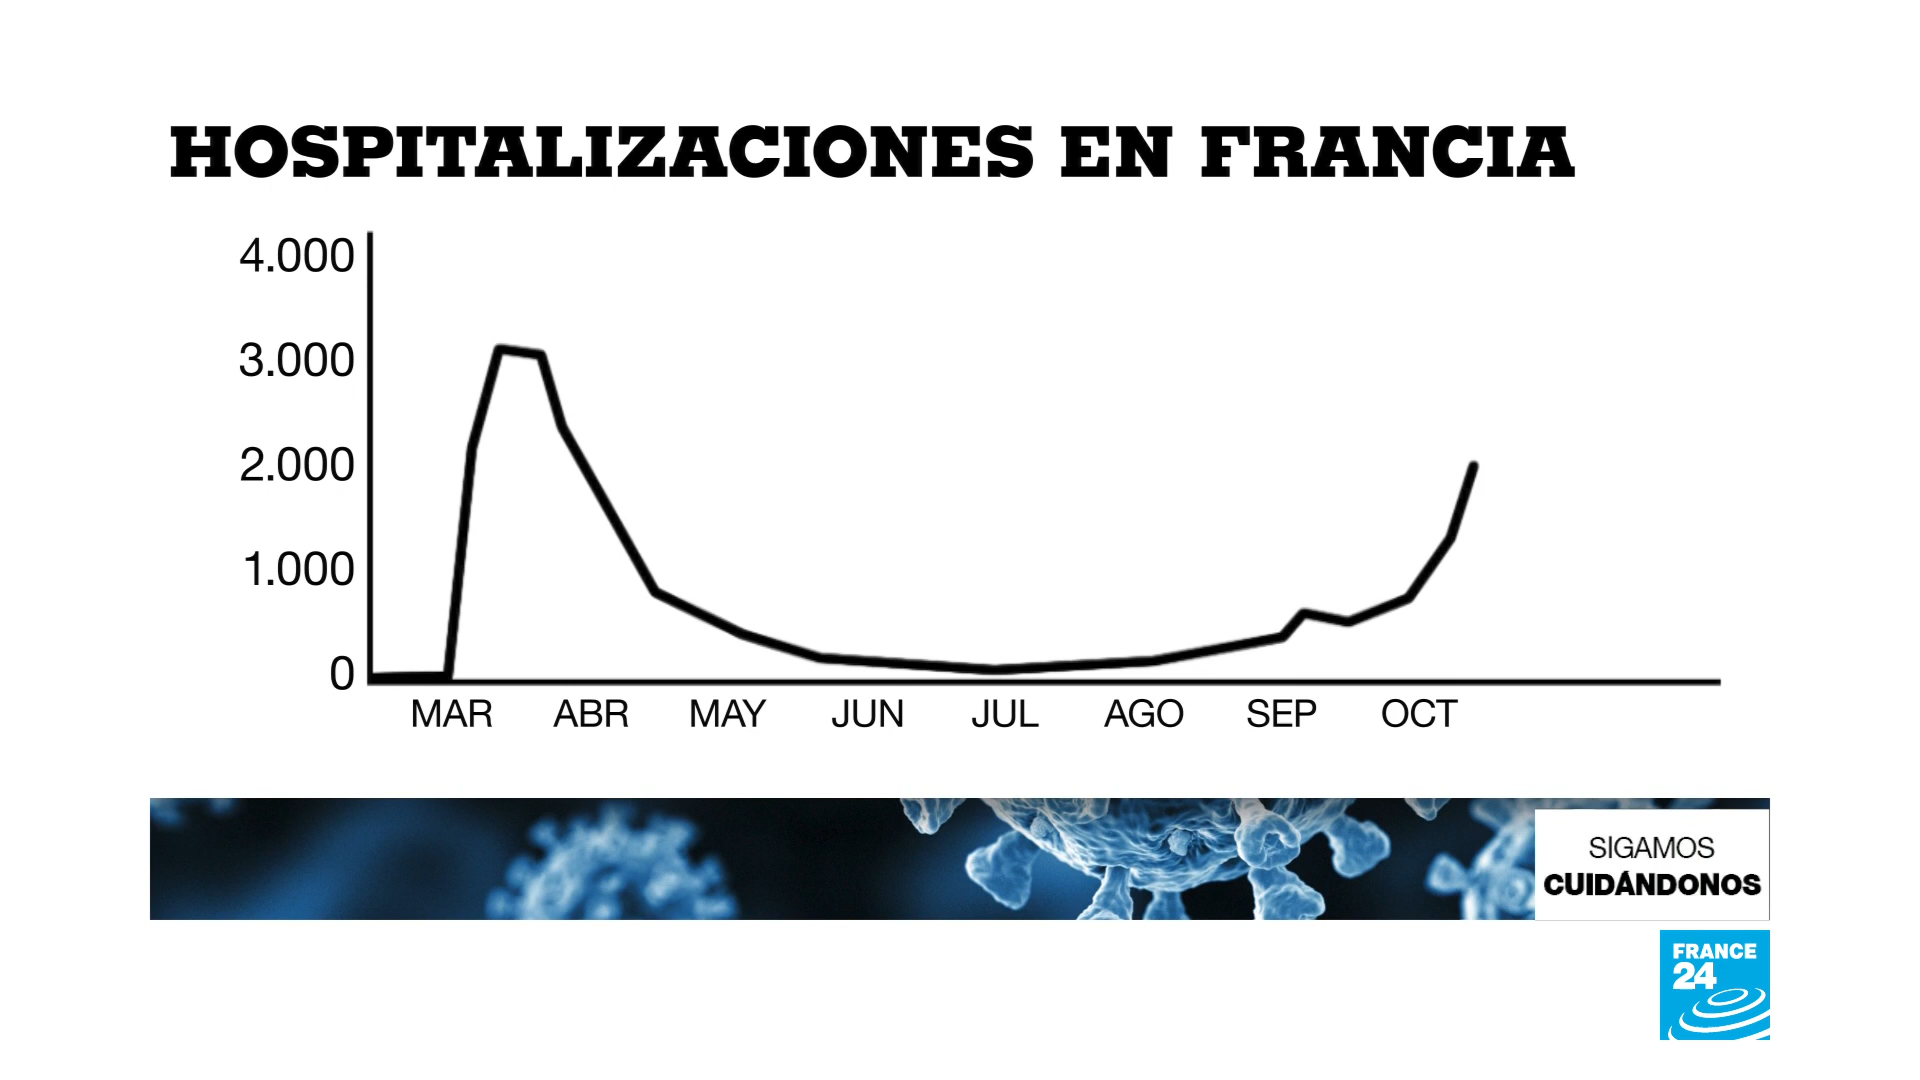 HOSPITALIZACIONES EN FRANCIA
4.000
3.000
2.000
1.000
0
MAR ABR MAY JUN JUL AGO SEP OCT
SIGAMOS
CUIDÁNDONOS
FRANCE
24